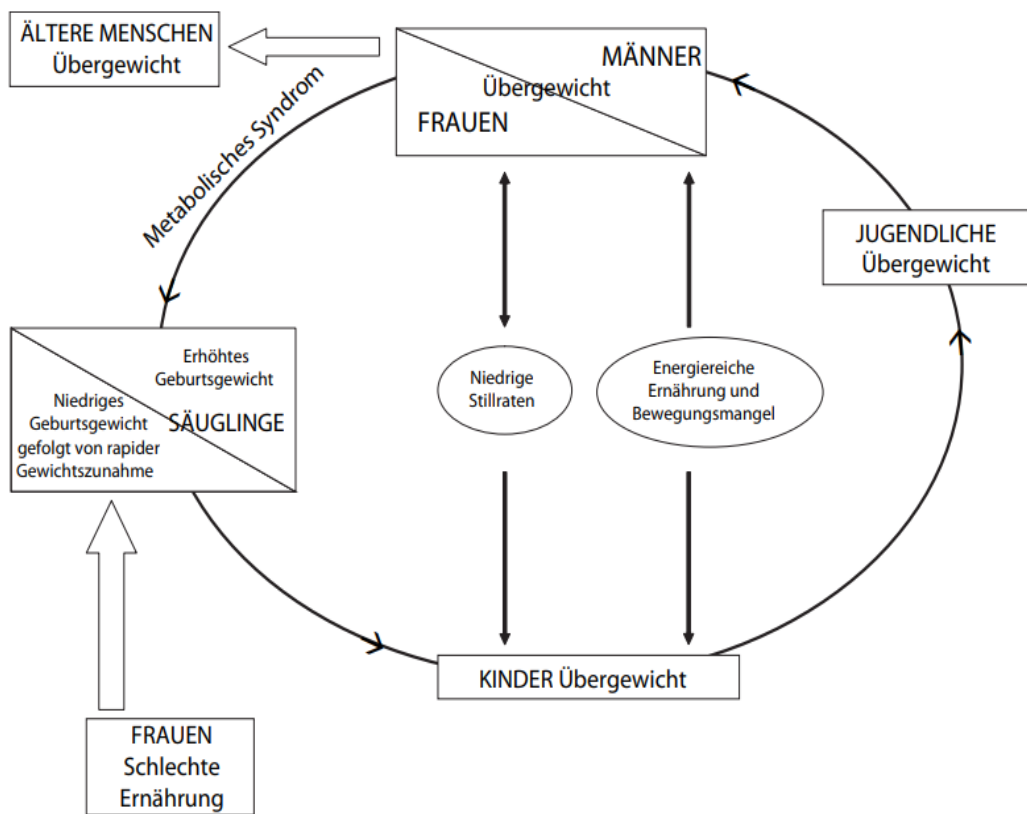 ÄLTERE MENSCHEN
Übergewicht
MÄNNER
Übergewicht
FRAUEN
Metabolisches Syndrom
JUGENDLICHE
Übergewicht
Erhöhtes
Geburtsgewicht
SÄUGLINGE
Niedriges
Geburtsgewicht
gefolgt von rapider
Gewichtszunahme
Niedrige
Stillraten
Energiereiche
Ernährung und
Bewegungsmangel
KINDER Übergewicht
FRAUEN
Schlechte
Ernährung